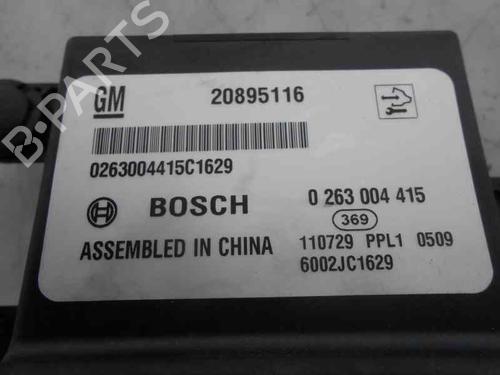 GM 20895116
0263004415C1629
BOSCH 0 263 004 415
369
ASSEMBLED IN CHINA 110729 PPL1 0509
6002JC1629
B-PARTS